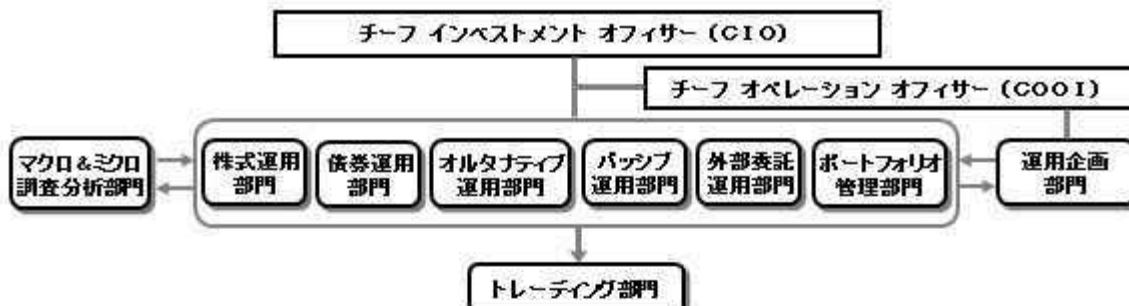 チーフ インベストメント オフィサー（CIO）
チーフ オペレーション オフィサー（COOI）
マクロ＆ミクロ
調査分析部門
株式運用
部門
債券運用
部門
オルタナティブ
運用部門
パッシブ
運用部門
外部委託
運用部門
ポートフォリオ
管理部門
運用企画
部門
トレーディング部門